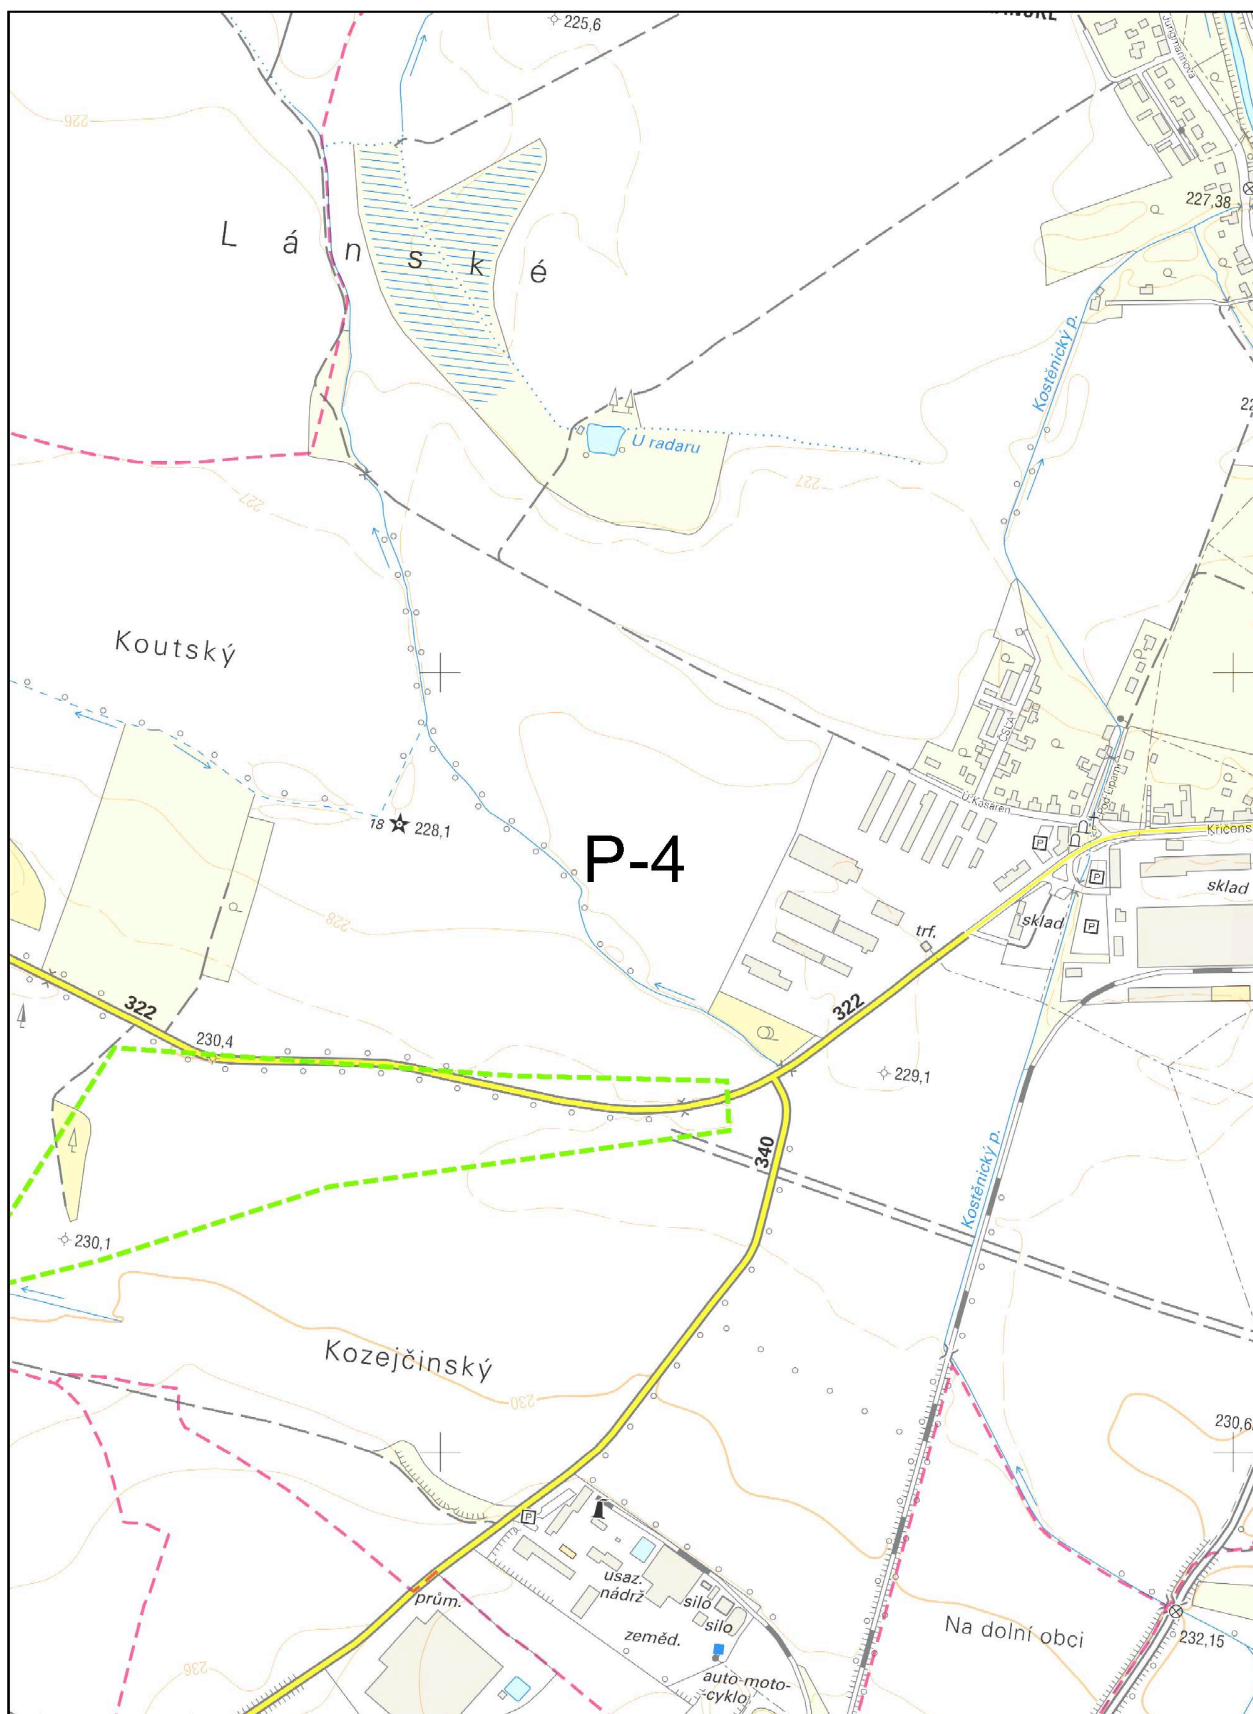 225,6
Jungmannova
226
227,38
L á n s k é
Kostěnický p.
U radaru
227
227
Koutský
ČSLA
U Kasáren
18 228,1
P-4
Křičens
sklad
P
P
P
sklad
trf.
228
322
322
230,4
229,1
340
Kostěnický p.
230,1
Kozejčinský
230
230,6
P
usaz.
nádrž
prům.
silo
silo
zeměd.
Na dolní obci
232,15
236
auto-moto-
-cyklo